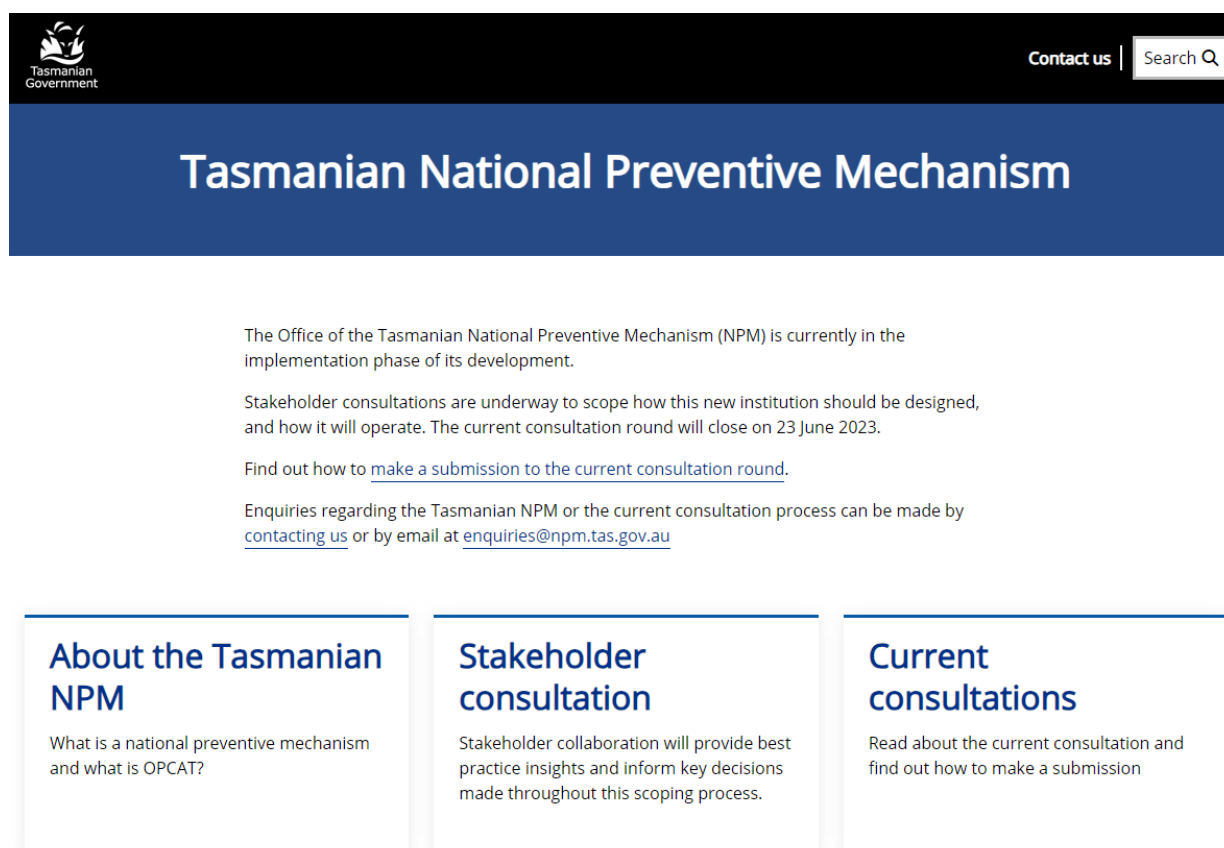 Tasmanian
Government
Contact us
Search
Tasmanian National Preventive Mechanism
The Office of the Tasmanian National Preventive Mechanism (NPM) is currently in the
implementation phase of its development.
Stakeholder consultations are underway to scope how this new institution should be designed,
and how it will operate. The current consultation round will close on 23 June 2023.
Find out how to make a submission to the current consultation round.
Enquiries regarding the Tasmanian NPM or the current consultation process can be made by
contacting us or by email at enquiries@npm.tas.gov.au
About the Tasmanian
NPM
What is a national preventive mechanism
and what is OPCAT?
Stakeholder
consultation
Stakeholder collaboration will provide best
practice insights and inform key decisions
made throughout this scoping process.
Current
consultations
Read about the current consultation and
find out how to make a submission